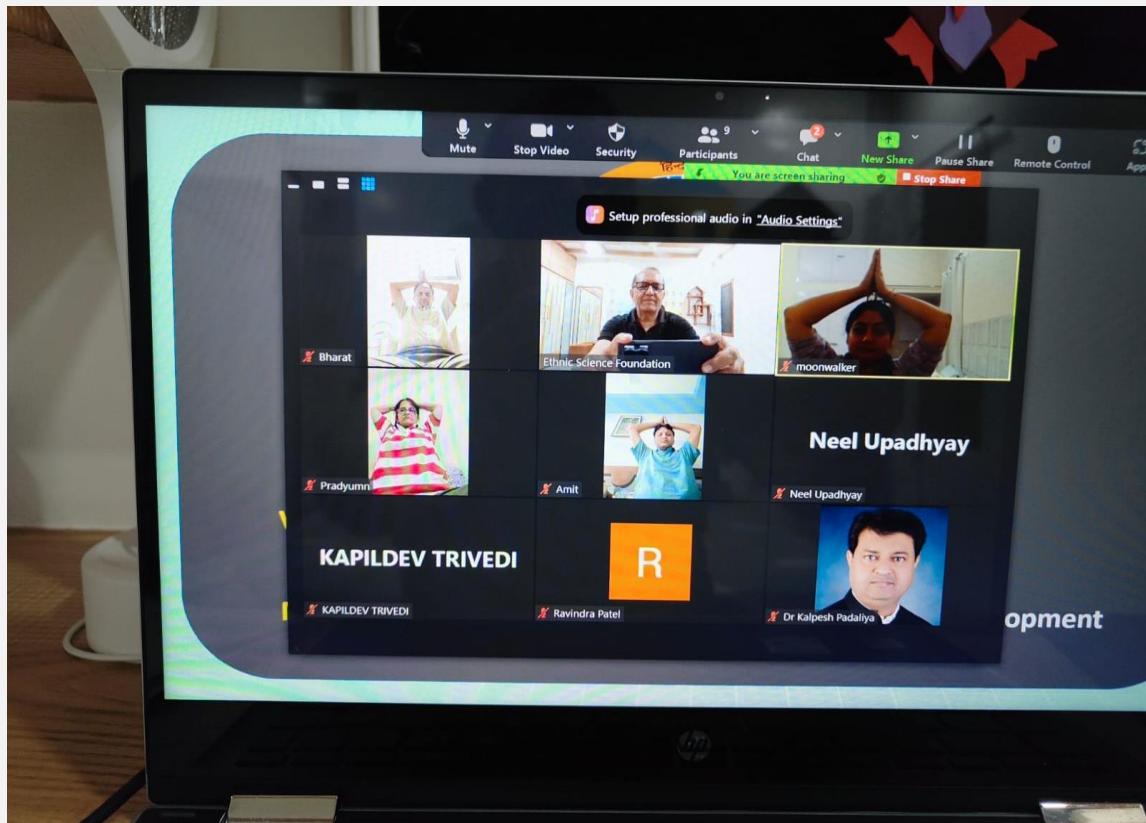 9
2
Mute
Stop Video
Security
Participants
Chat
New Share
Pause Share
Remote Control
You are screen sharing
Stop Share
Setup professional audio in "Audio Settings"
Bharat
Ethnic Science Foundation
moonwalker
Pradyumn
Amit
Neel Upadhyay
Neel Upadhyay
KAPILDEV TRIVEDI
KAPILDEV TRIVEDI
R
Ravindra Patel
Dr Kalpesh Padaliya
opment
hp